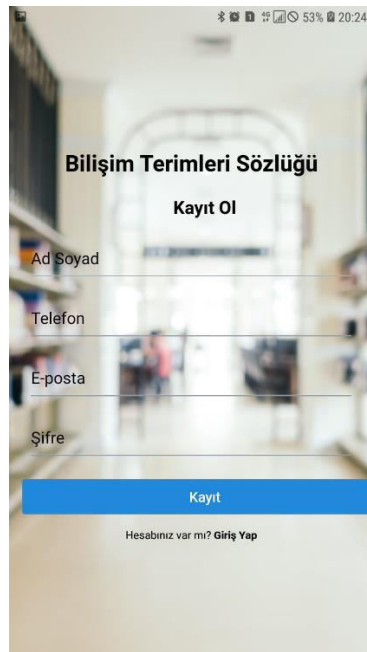 53% 20:24
Bilişim Terimleri Sözlüğü
Kayıt Ol
Ad Soyad
Telefon
E-posta
Şifre
Kayıt
Hesabınız var mı? Giriş Yap